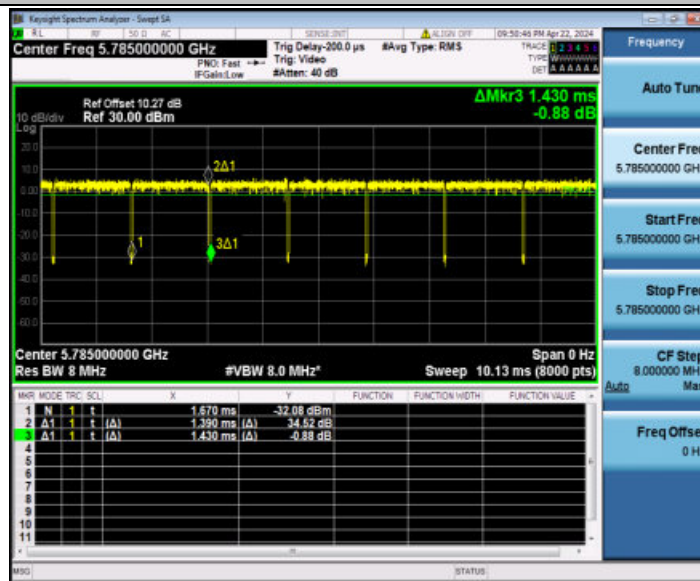 Keysight Spectrum Analyzer - Swept SA
RL RF 50 Ω AC SENSE:INT ALIGN OFF 09:50:46 PM Apr 22, 2024
Center Freq 5.785000000 GHz Trig Delay-200.0 µs #Avg Type: RMS TRACE 1 2 3 4 5 6
PNO: Fast Trig: Video TYPE
IFGain:Low #Atten: 40 dB DET A A A A A A
ΔMkr3 1.430 ms
-0.88 dB
Ref Offset 10.27 dB
10 dB/div Ref 30.00 dBm
Log
20.0
10.0
0.00
-10.0
-20.0
-30.0
-40.0
-50.0
-60.0
2Δ1
1
3Δ1
Center 5.785000000 GHz Span 0 Hz
Res BW 8 MHz #VBW 8.0 MHz* Sweep 10.13 ms (8000 pts)
MKR MODE TRC SCL X Y FUNCTION FUNCTION WIDTH FUNCTION VALUE
1 N 1 t 1.670 ms -32.08 dBm
2 Δ1 1 t (Δ) 1.390 ms (Δ) 34.52 dB
3 Δ1 1 t (Δ) 1.430 ms (Δ) -0.88 dB
4
5
6
7
8
9
10
11
MSG STATUS
Frequency
Auto Tun
Center Fre
5.785000000 GH
Start Fre
5.785000000 GH
Stop Fre
5.785000000 GH
CF Step
8.000000 MH
Auto Ma
Freq Offse
0 H